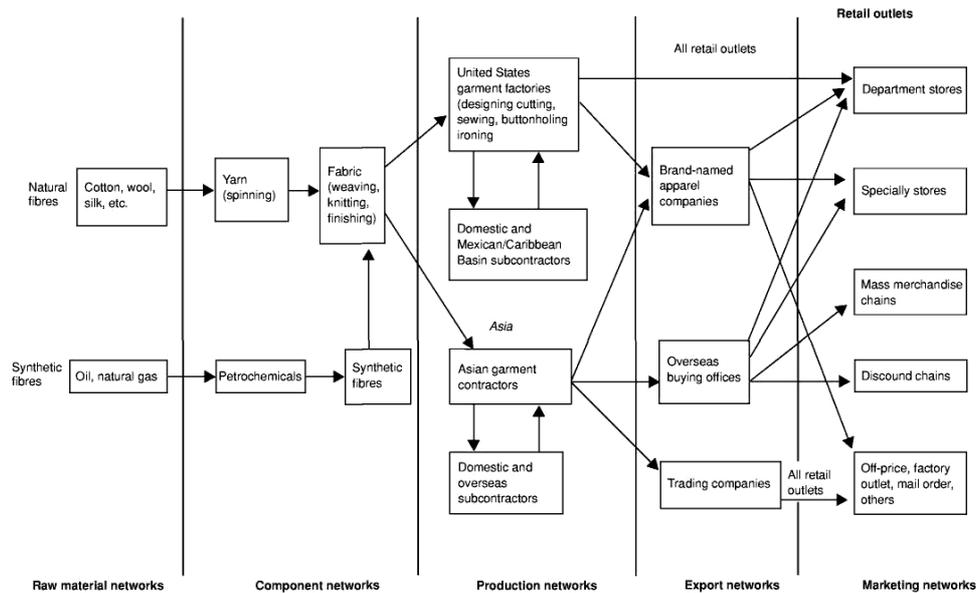 Retail outlets
All retail outlets
United States
garment factories
(designing cutting,
sewing, buttonholing
ironing
Department stores
Natural
fibres
Cotton, wool,
silk, etc.
Yarn
(spinning)
Fabric
(weaving,
knitting,
finishing)
Brand-named
apparel
companies
Specially stores
Domestic and
Mexican/Caribbean
Basin subcontractors
Mass merchandise
chains
Asia
Synthetic
fibres
Oil, natural gas
Petrochemicals
Synthetic
fibres
Asian garment
contractors
Overseas
buying offices
Discound chains
Domestic and
overseas
subcontractors
Trading companies
All retail
outlets
Off-price, factory
outlet, mail order,
others
Raw material networks
Component networks
Production networks
Export networks
Marketing networks